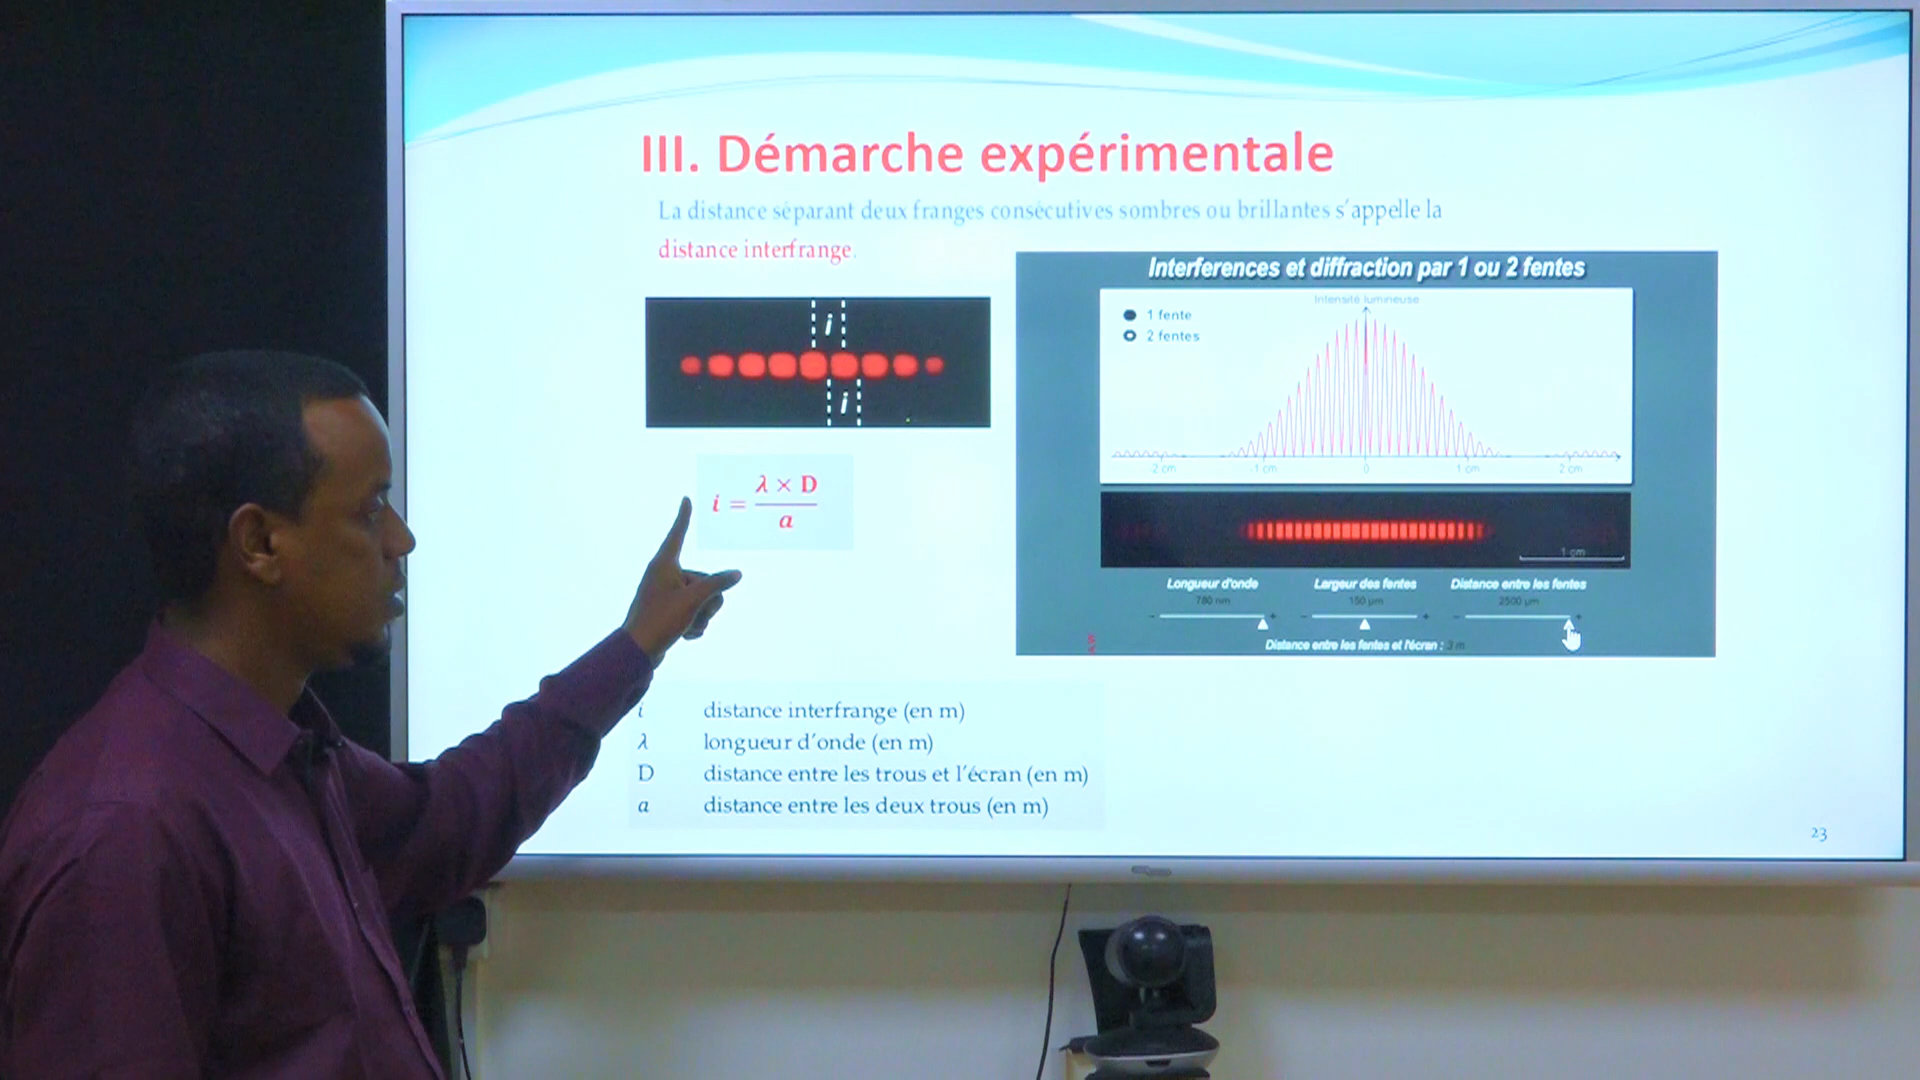 III. Démarche expérimentale
La distance séparant deux franges consécutives sombres ou brillantes s'appelle la
distance interfrange.
i
i
i = λ × D / a
Interferences et diffraction par 1 ou 2 fentes
Intensité lumineuse
1 fente
2 fentes
2 cm -1 cm 0 1 cm 2 cm
1 cm
Longueur d'onde Largeur des fentes Distance entre les fentes
780 nm 150 µm 2500 µm
- + - + - +
Distance entre les fentes et l'écran : 3 m
i distance interfrange (en m)
λ longueur d'onde (en m)
D distance entre les trous et l'écran (en m)
a distance entre les deux trous (en m)
23